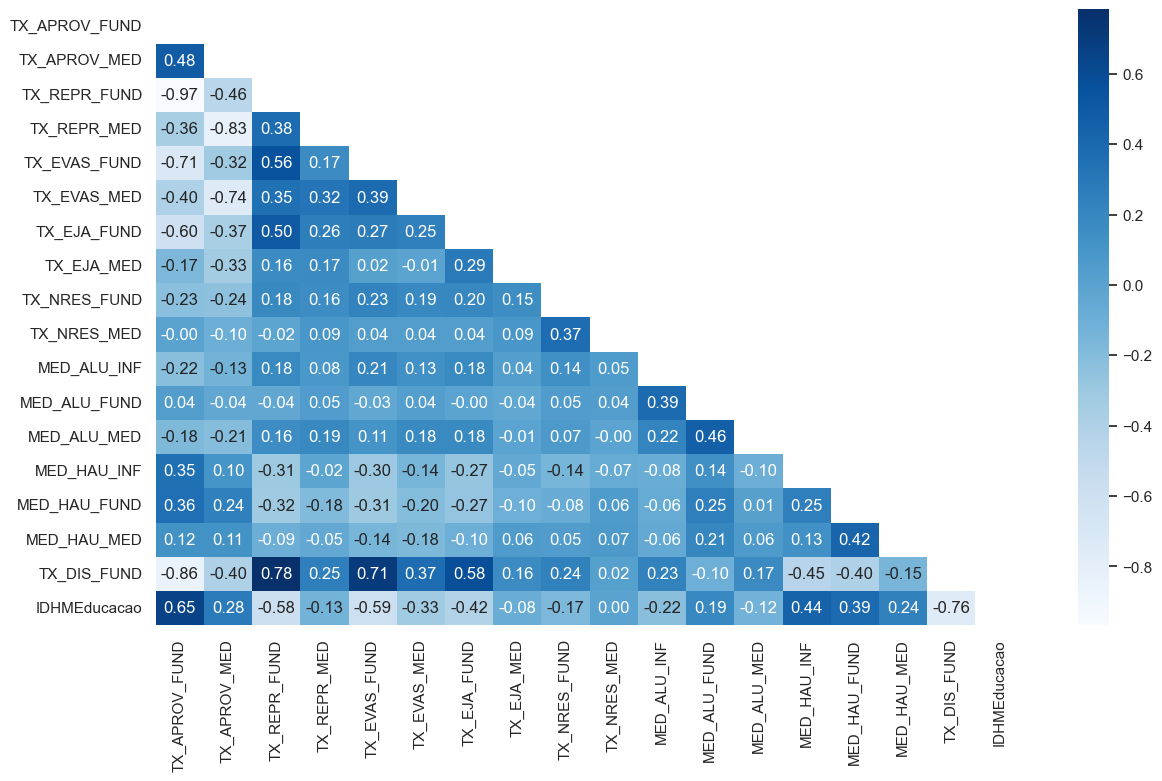 TX_APROV_FUND
TX_APROV_MED 0.48
TX_REPR_FUND -0.97 -0.46
TX_REPR_MED -0.36 -0.83 0.38
TX_EVAS_FUND -0.71 -0.32 0.56 0.17
TX_EVAS_MED -0.40 -0.74 0.35 0.32 0.39
TX_EJA_FUND -0.60 -0.37 0.50 0.26 0.27 0.25
TX_EJA_MED -0.17 -0.33 0.16 0.17 0.02 -0.01 0.29
TX_NRES_FUND -0.23 -0.24 0.18 0.16 0.23 0.19 0.20 0.15
TX_NRES_MED -0.00 -0.10 -0.02 0.09 0.04 0.04 0.04 0.09 0.37
MED_ALU_INF -0.22 -0.13 0.18 0.08 0.21 0.13 0.18 0.04 0.14 0.05
MED_ALU_FUND 0.04 -0.04 -0.04 0.05 -0.03 0.04 -0.00 -0.04 0.05 0.04 0.39
MED_ALU_MED -0.18 -0.21 0.16 0.19 0.11 0.18 0.18 -0.01 0.07 -0.00 0.22 0.46
MED_HAU_INF 0.35 0.10 -0.31 -0.02 -0.30 -0.14 -0.27 -0.05 -0.14 -0.07 -0.08 0.14 -0.10
MED_HAU_FUND 0.36 0.24 -0.32 -0.18 -0.31 -0.20 -0.27 -0.10 -0.08 0.06 -0.06 0.25 0.01 0.25
MED_HAU_MED 0.12 0.11 -0.09 -0.05 -0.14 -0.18 -0.10 0.06 0.05 0.07 -0.06 0.21 0.06 0.13 0.42
TX_DIS_FUND -0.86 -0.40 0.78 0.25 0.71 0.37 0.58 0.16 0.24 0.02 0.23 -0.10 0.17 -0.45 -0.40 -0.15
IDHMEducacao 0.65 0.28 -0.58 -0.13 -0.59 -0.33 -0.42 -0.08 -0.17 0.00 -0.22 0.19 -0.12 0.44 0.39 0.24 -0.76
TX_APROV_FUND
TX_APROV_MED
TX_REPR_FUND
TX_REPR_MED
TX_EVAS_FUND
TX_EVAS_MED
TX_EJA_FUND
TX_EJA_MED
TX_NRES_FUND
TX_NRES_MED
MED_ALU_INF
MED_ALU_FUND
MED_ALU_MED
MED_HAU_INF
MED_HAU_FUND
MED_HAU_MED
TX_DIS_FUND
IDHMEducacao
0.6
0.4
0.2
0.0
−0.2
−0.4
−0.6
−0.8